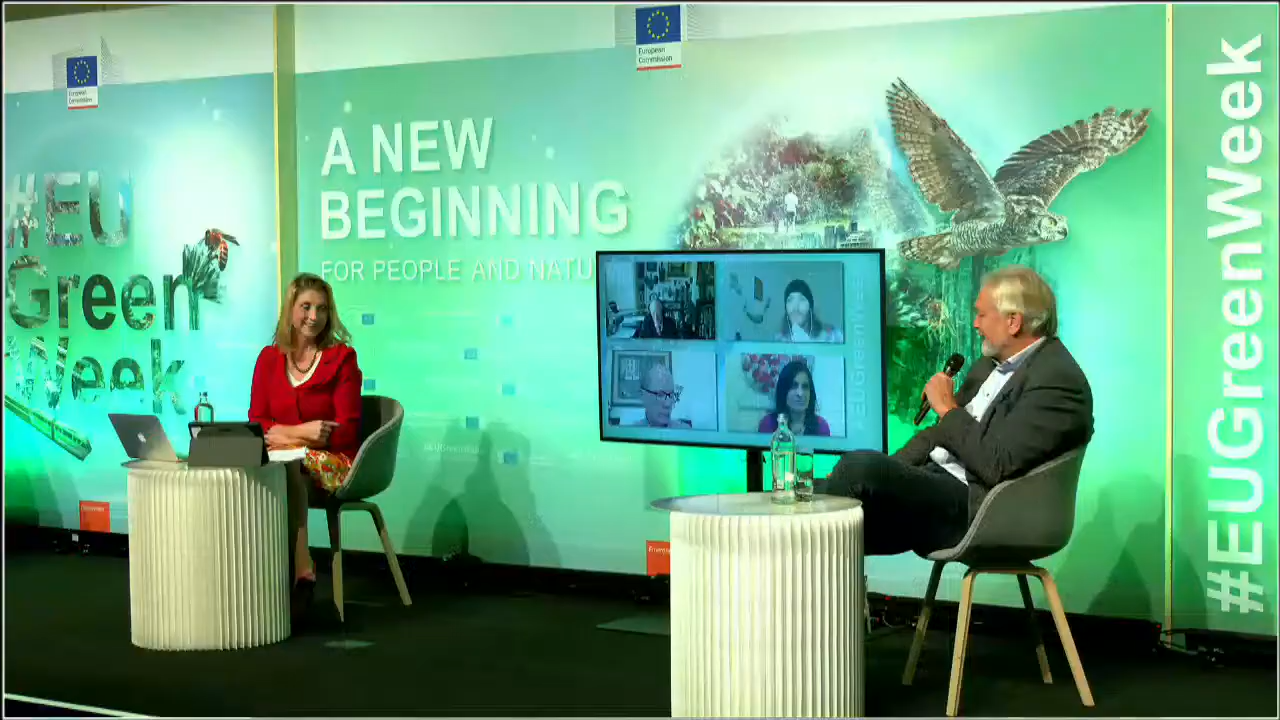 European
Commission
#EU
Green
Week
European
Commission
A NEW
BEGINNING
FOR PEOPLE AND NATU
#EUGreenWeek
EUGreenWeek